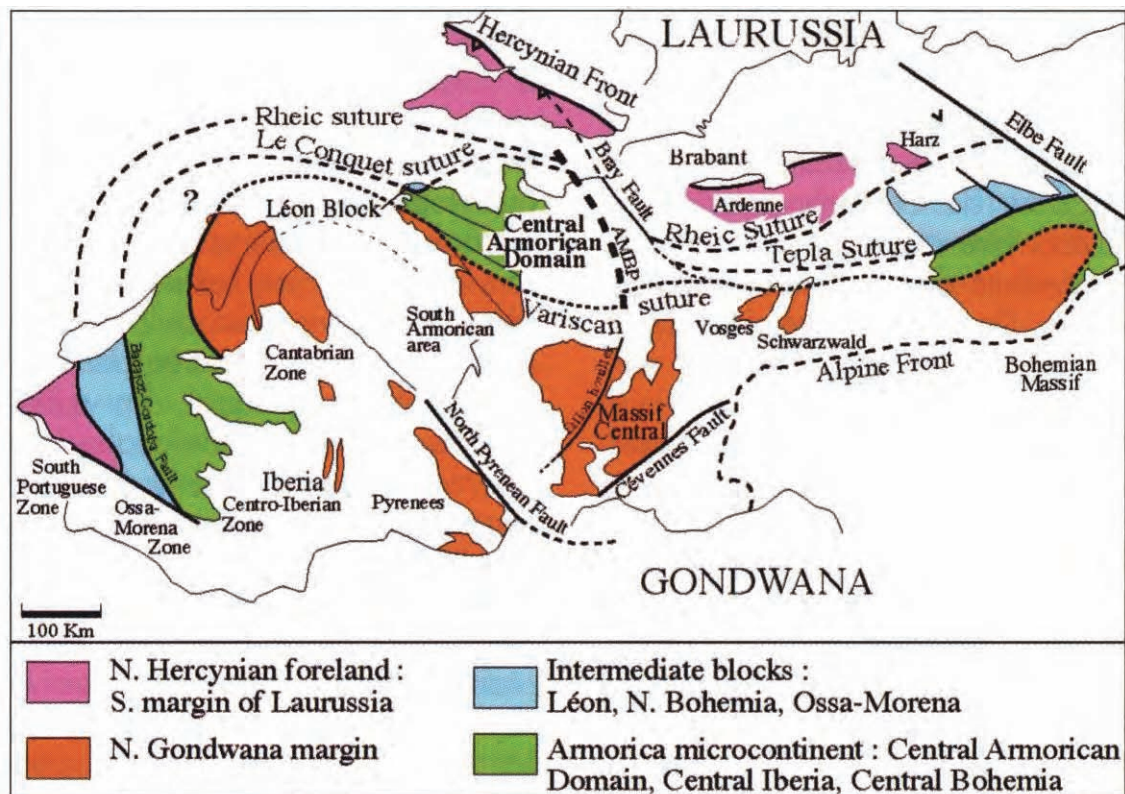 LAURUSSIA
Hercynian Front
Rheic suture
Le Conquet suture
?
Léon Block
Central
Armorican
Domain
Bray Fault
AMBP
Brabant
Ardenne
Harz
Elbe Fault
Rheic Suture
Tepla Suture
Variscan suture
South
Armorican
area
Vosges
Schwarzwald
Alpine Front
Bohemian
Massif
Cantabrian
Zone
Badajoz-Cordoba Fault
Massif
Central
Cévennes Fault
North Pyrenean Fault
Pyrenees
Iberia
Centro-Iberian
Zone
South
Portuguese
Zone
Ossa-
Morena
Zone
GONDWANA
100 Km
N. Hercynian foreland :
S. margin of Laurussia
N. Gondwana margin
Intermediate blocks :
Léon, N. Bohemia, Ossa-Morena
Armorica microcontinent : Central Armorican
Domain, Central Iberia, Central Bohemia